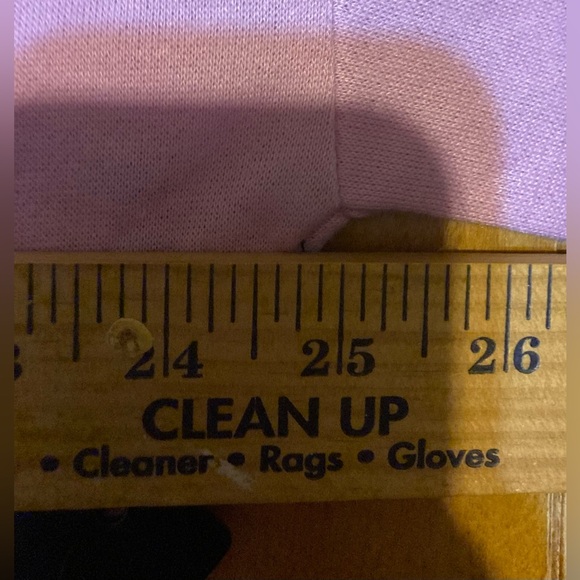 24 25 26
CLEAN UP
• Cleaner • Rags • Gloves